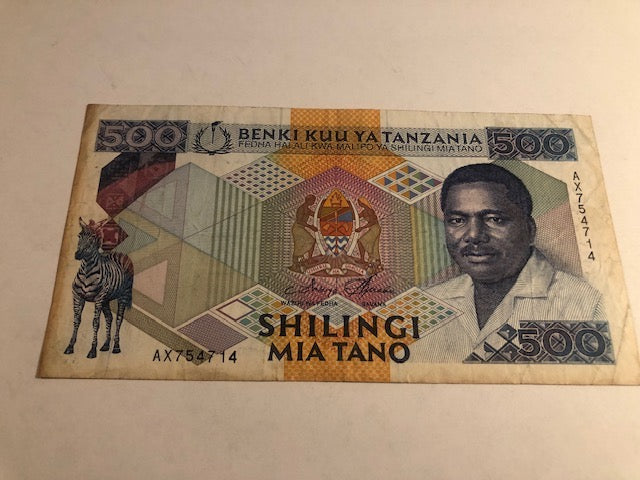 500
BENKI KUU YA TANZANIA
FEDHA HALALI KWA MALIPO YA SHILINGI MIA TANO
500
AX754714
WAZIRI WA FEDHA
GAVANA
SHILINGI
MIA TANO
AX754714
500